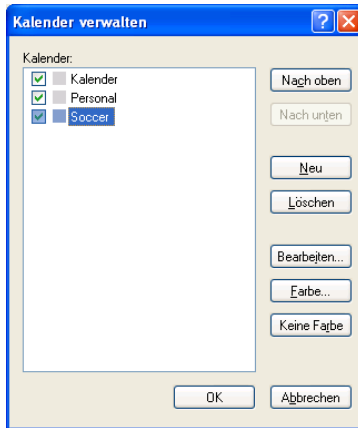 Kalender verwalten
Kalender:
Kalender
Personal
Soccer
Nach oben
Nach unten
Neu
Löschen
Bearbeiten...
Farbe...
Keine Farbe
OK
Abbrechen